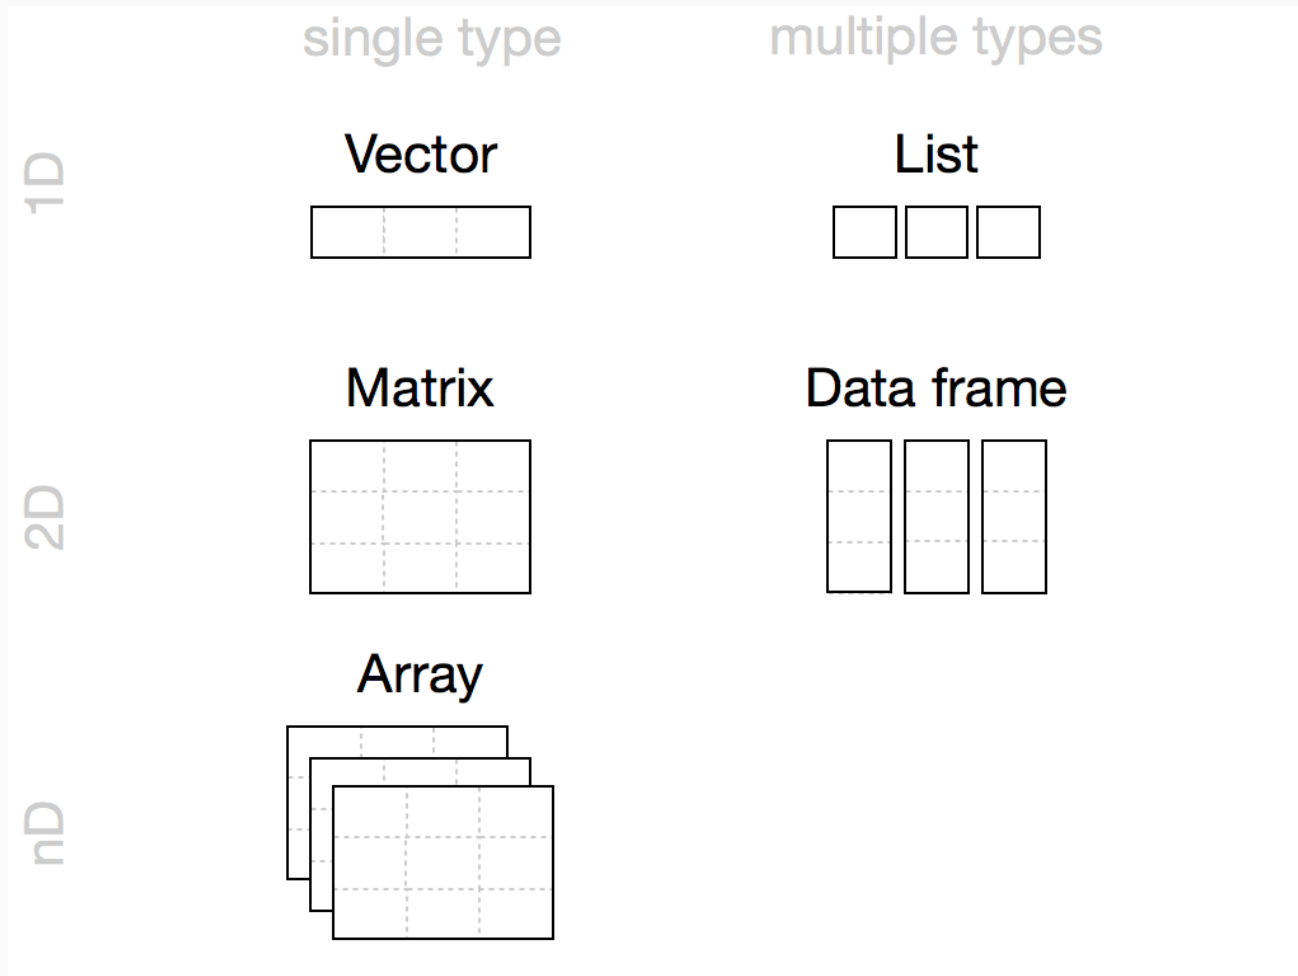 single type
multiple types
1D
Vector
List
2D
Matrix
Data frame
nD
Array